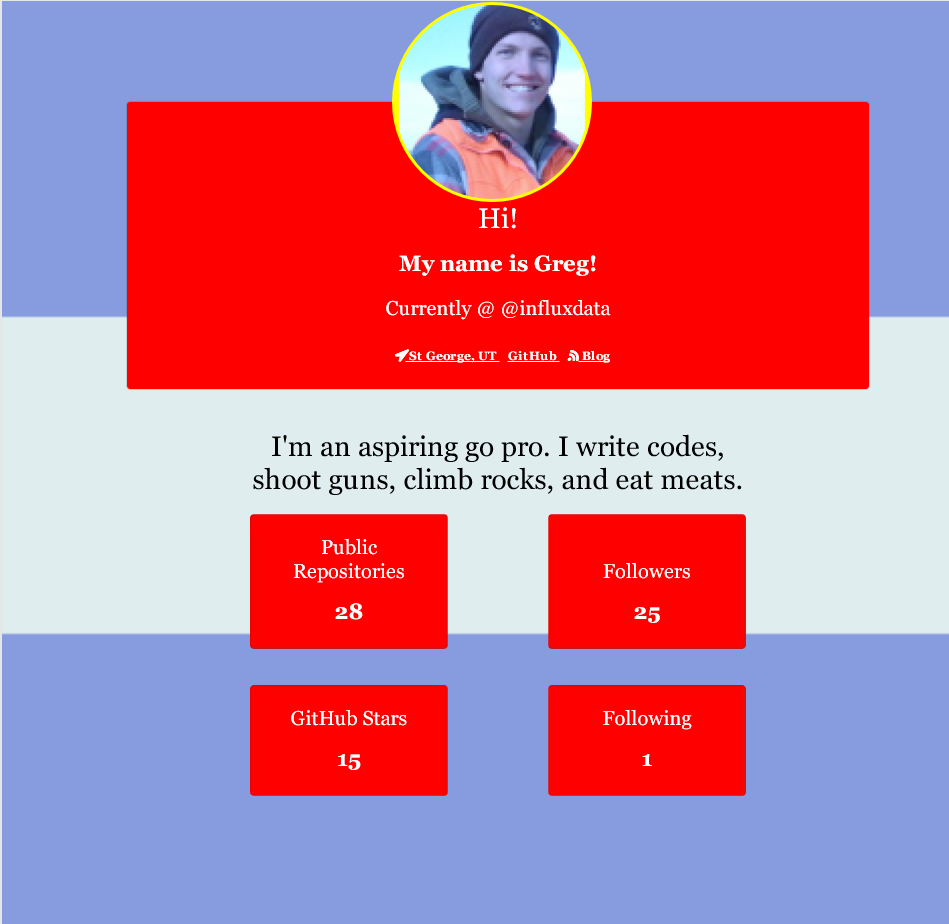 Hi!
My name is Greg!
Currently @ @influxdata
St George, UT GitHub Blog
I'm an aspiring go pro. I write codes,
shoot guns, climb rocks, and eat meats.
Public
Repositories
28
Followers
25
GitHub Stars
15
Following
1